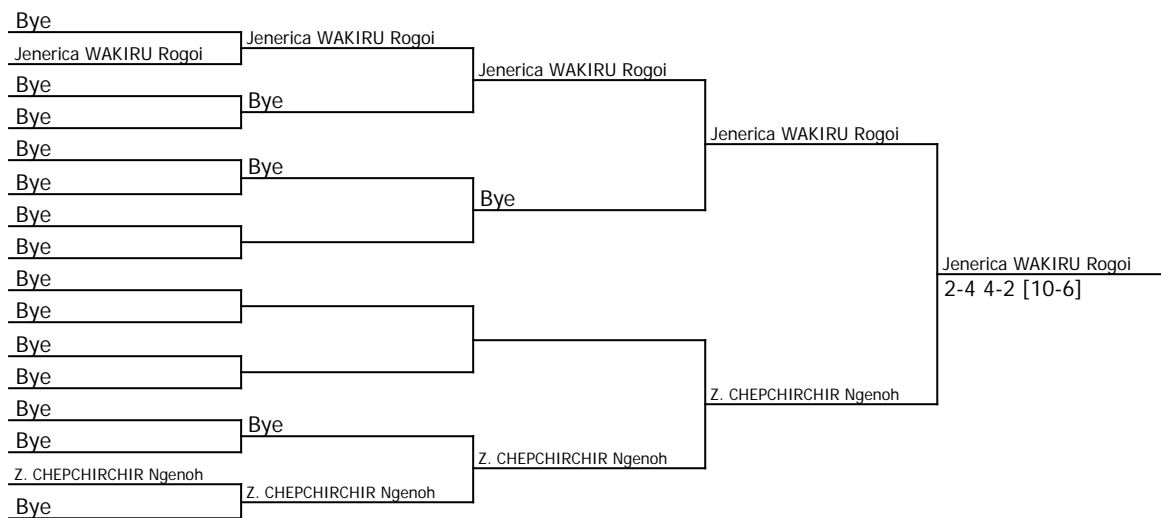 Bye
Jenerica WAKIRU Rogoi
Bye
Bye
Bye
Bye
Bye
Bye
Bye
Bye
Bye
Bye
Bye
Bye
Z. CHEPCHIRCHIR Ngenoh
Bye
Jenerica WAKIRU Rogoi
Bye
Bye
Bye
Z. CHEPCHIRCHIR Ngenoh
Jenerica WAKIRU Rogoi
Bye
Z. CHEPCHIRCHIR Ngenoh
Jenerica WAKIRU Rogoi
Z. CHEPCHIRCHIR Ngenoh
Jenerica WAKIRU Rogoi
2-4 4-2 [10-6]